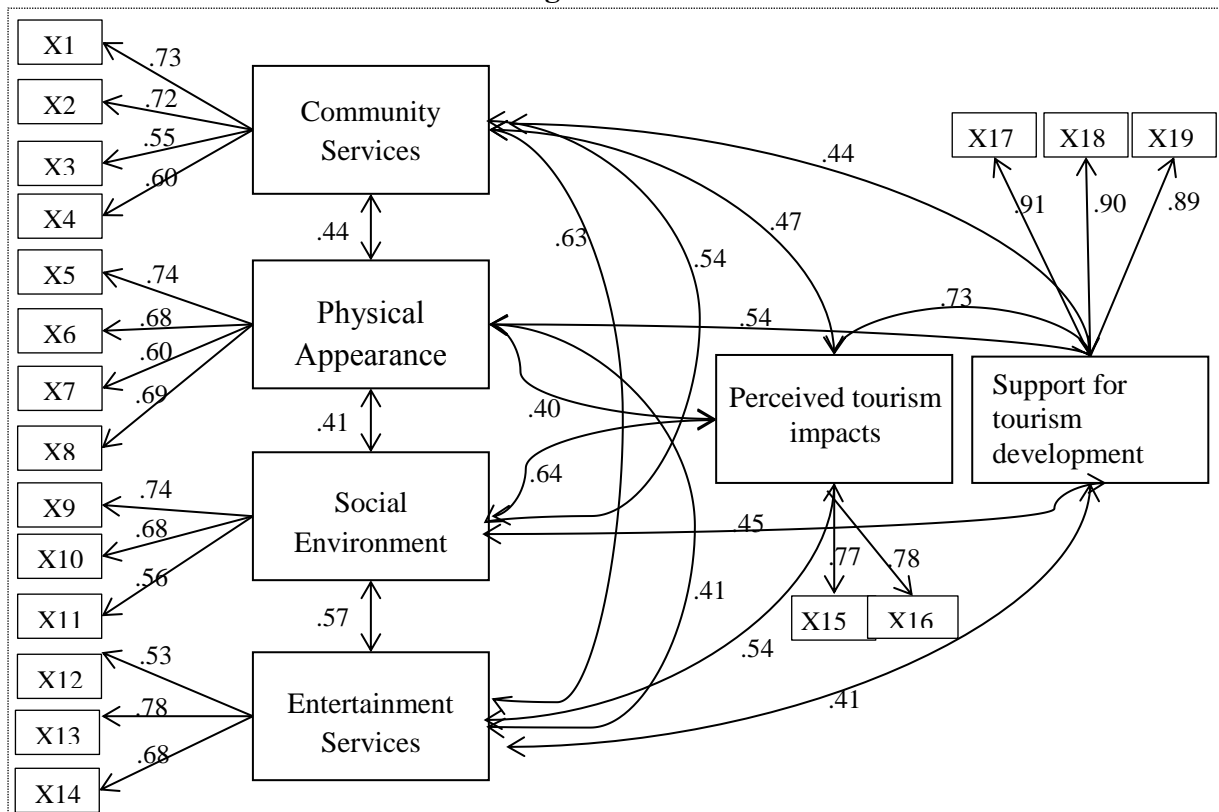 X1
.73
X2
.72
X3
.55
X4
.60
Community
Services
.44
X5
.74
X6
.68
X7
.60
X8
.69
Physical
Appearance
.41
X9
.74
X10
.68
X11
.56
Social
Environment
.57
X12
.53
X13
.78
X14
.68
Entertainment
Services
.63
.54
.47
.44
.54
.73
.40
.64
.45
.41
.54
.41
Perceived tourism
impacts
.77
.78
X15
X16
Support for
tourism
development
X17
X18
X19
.91
.90
.89